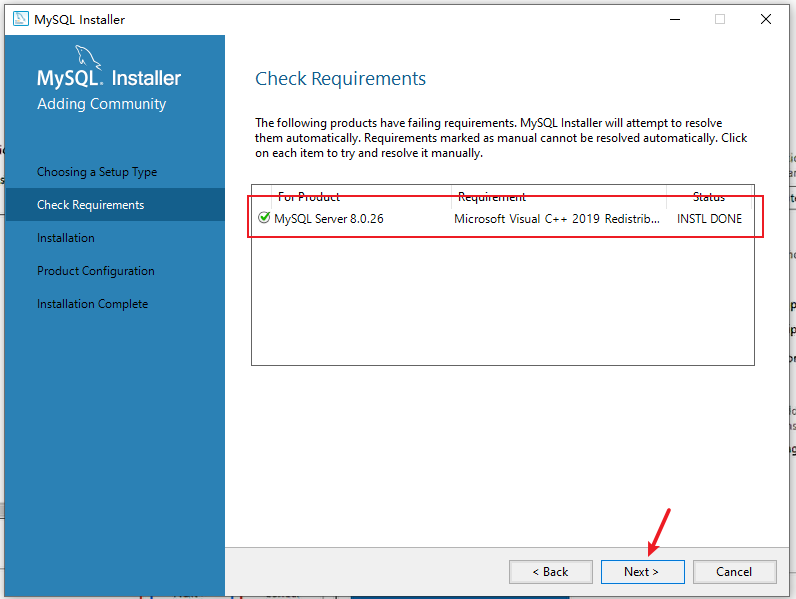 MySQL Installer
MySQL. Installer
Adding Community
Choosing a Setup Type
Check Requirements
Installation
Product Configuration
Installation Complete
Check Requirements
The following products have failing requirements. MySQL Installer will attempt to resolve
them automatically. Requirements marked as manual cannot be resolved automatically. Click
on each item to try and resolve it manually.
For Product Requirement Status
MySQL Server 8.0.26 Microsoft Visual C++ 2019 Redistrib... INSTL DONE
< Back Next > Cancel